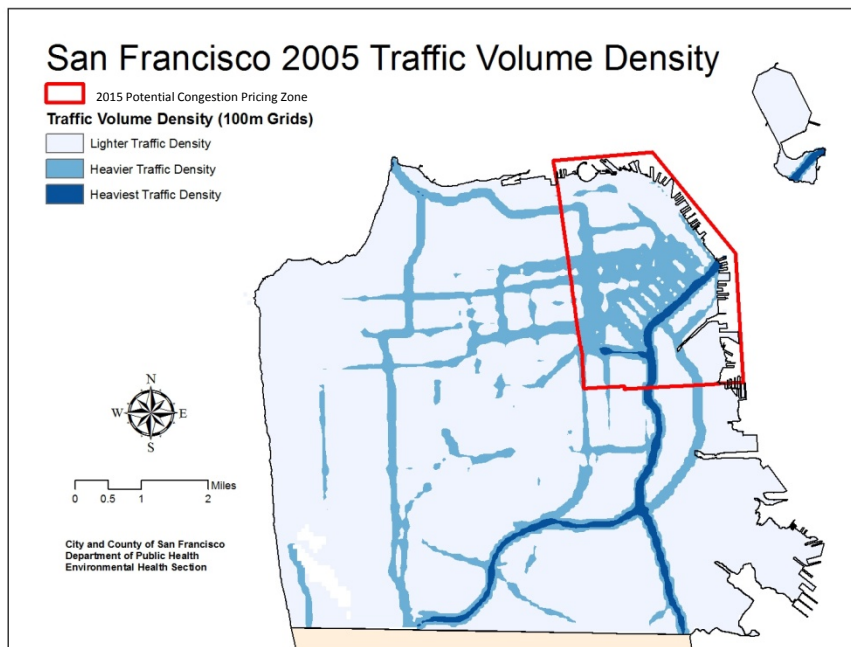 San Francisco 2005 Traffic Volume Density
2015 Potential Congestion Pricing Zone
Traffic Volume Density (100m Grids)
Lighter Traffic Density
Heavier Traffic Density
Heaviest Traffic Density
N
W E
S
Miles
0 0.5 1 2
City and County of San Francisco
Department of Public Health
Environmental Health Section